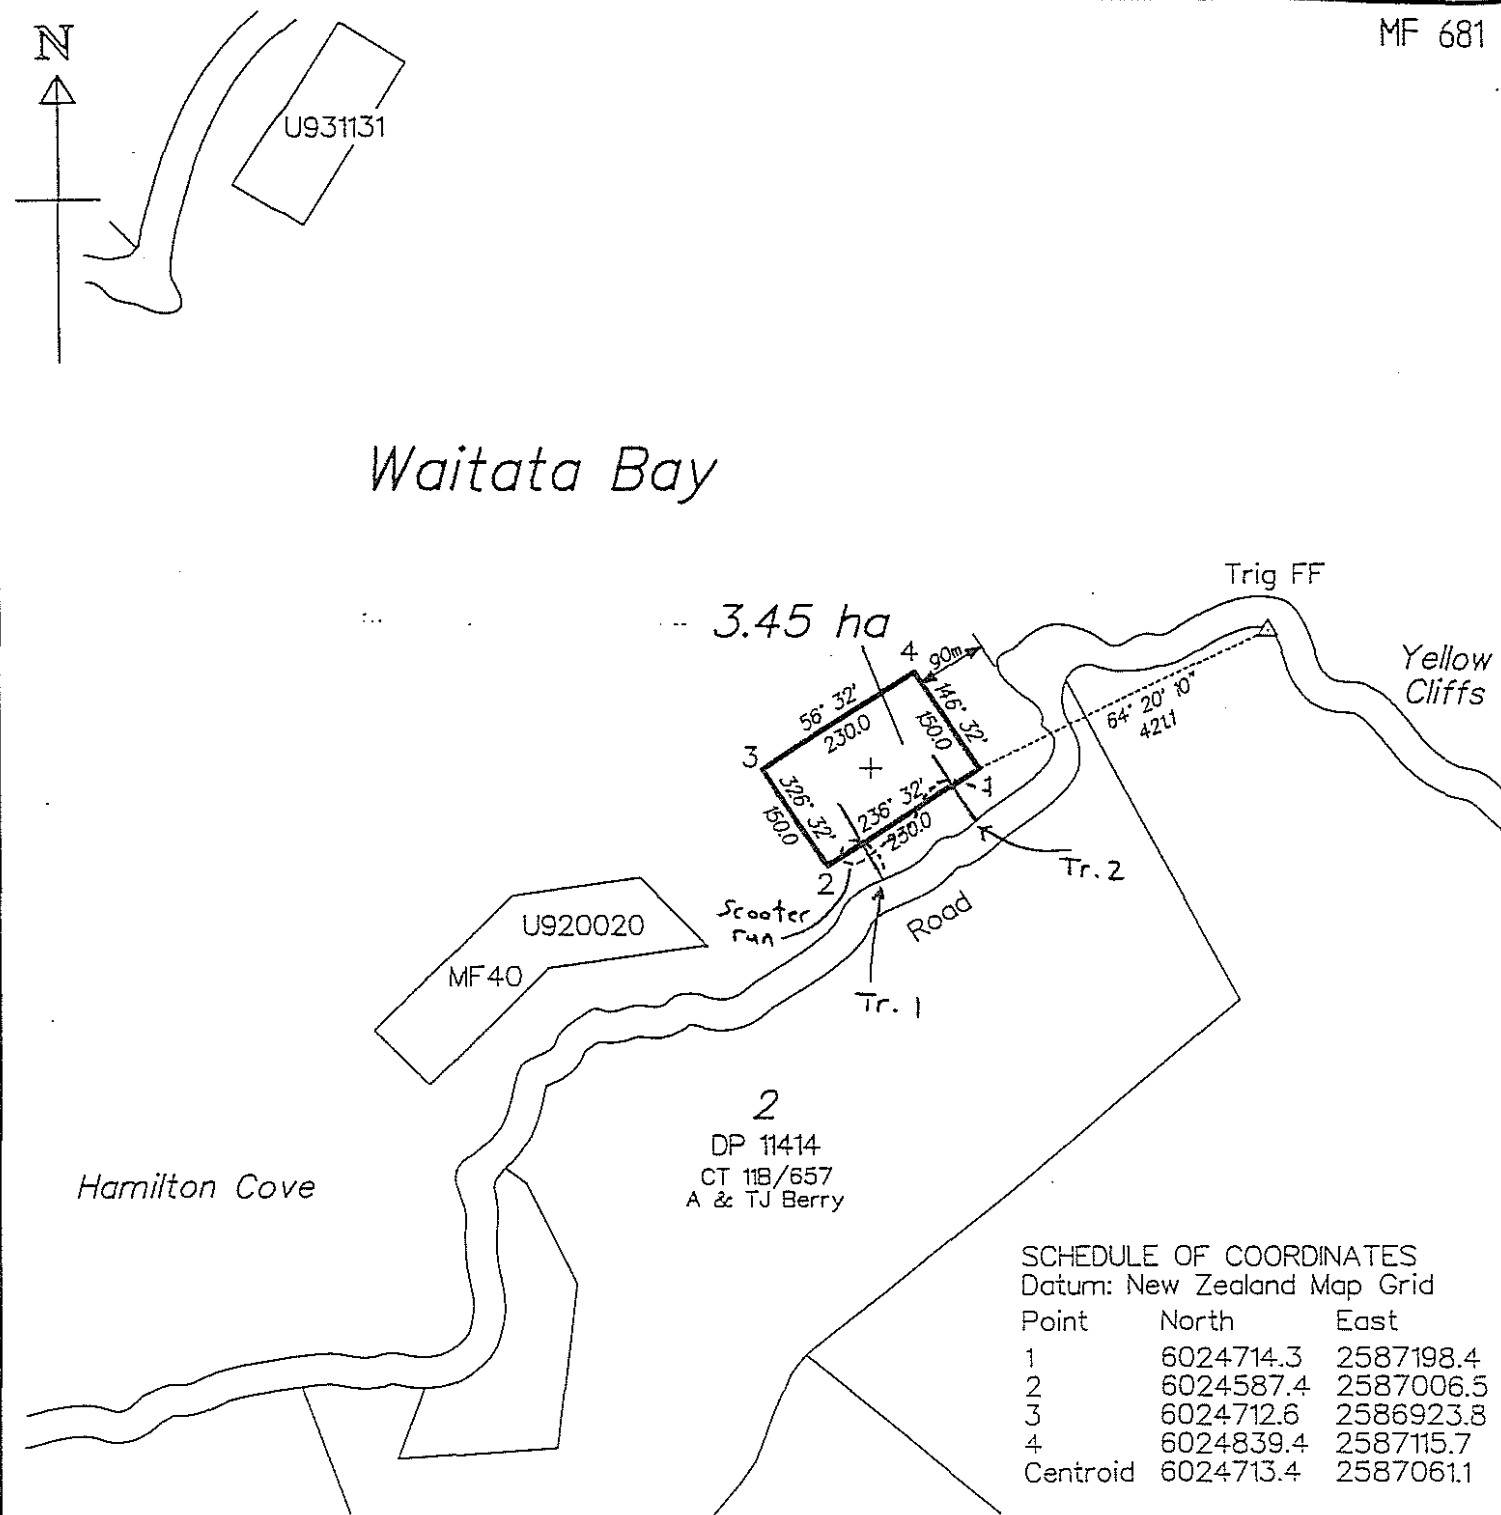 MF 681
N
U931131
Waitata Bay
Trig FF
3.45 ha
4
90m
Yellow
Cliffs
56° 32'
230.0
146° 32'
150.0
64° 20' 10"
421.1
3
326° 32'
150.0
236° 32'
230.0
1
2
Tr. 2
Scooter
run
Road
U920020
MF40
Tr. 1
2
DP 11414
CT 11B/657
A & TJ Berry
Hamilton Cove
SCHEDULE OF COORDINATES
Datum: New Zealand Map Grid
Point North East
1 6024714.3 2587198.4
2 6024587.4 2587006.5
3 6024712.6 2586923.8
4 6024839.4 2587115.7
Centroid 6024713.4 2587061.1